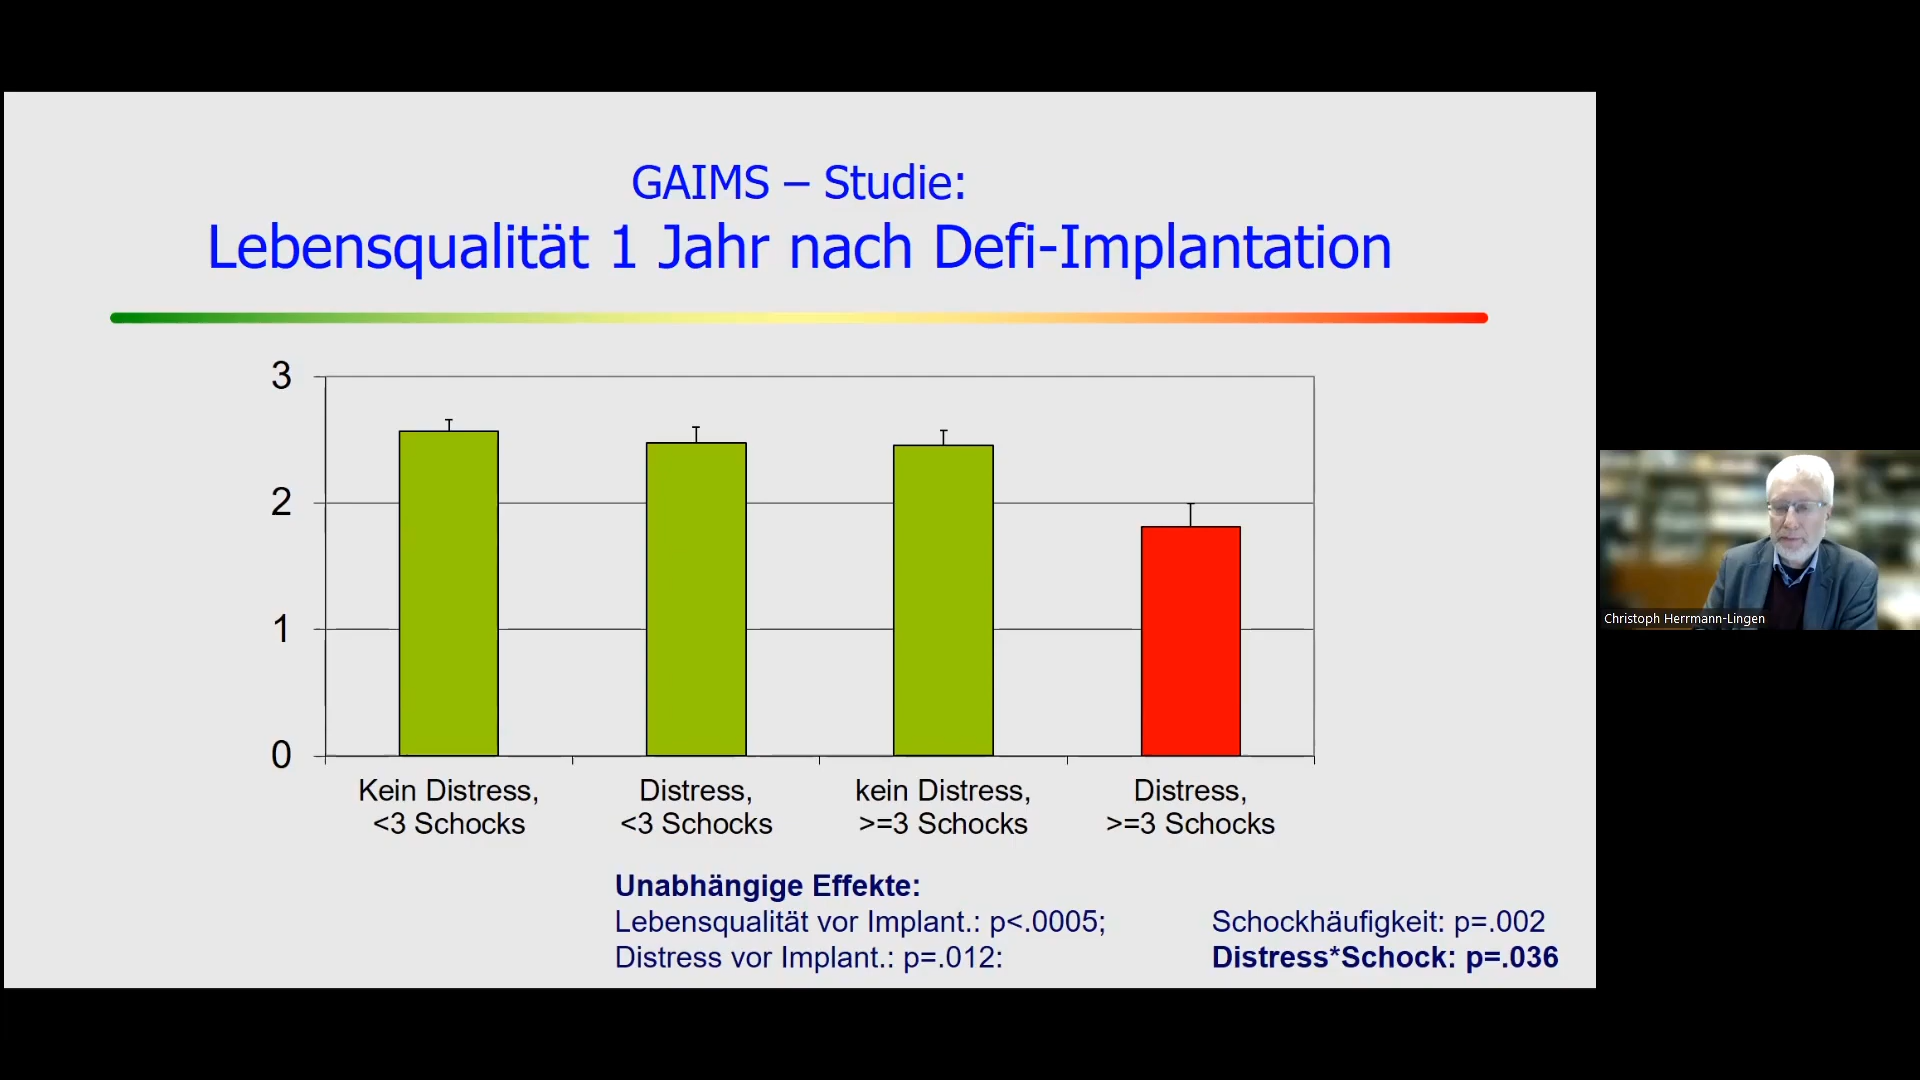 GAIMS – Studie:
Lebensqualität 1 Jahr nach Defi-Implantation
3
2
1
0
Kein Distress,
<3 Schocks
Distress,
<3 Schocks
kein Distress,
>=3 Schocks
Distress,
>=3 Schocks
Unabhängige Effekte:
Lebensqualität vor Implant.: p<.0005;
Schockhäufigkeit: p=.002
Distress vor Implant.: p=.012:
Distress*Schock: p=.036
Christoph Herrmann-Lingen